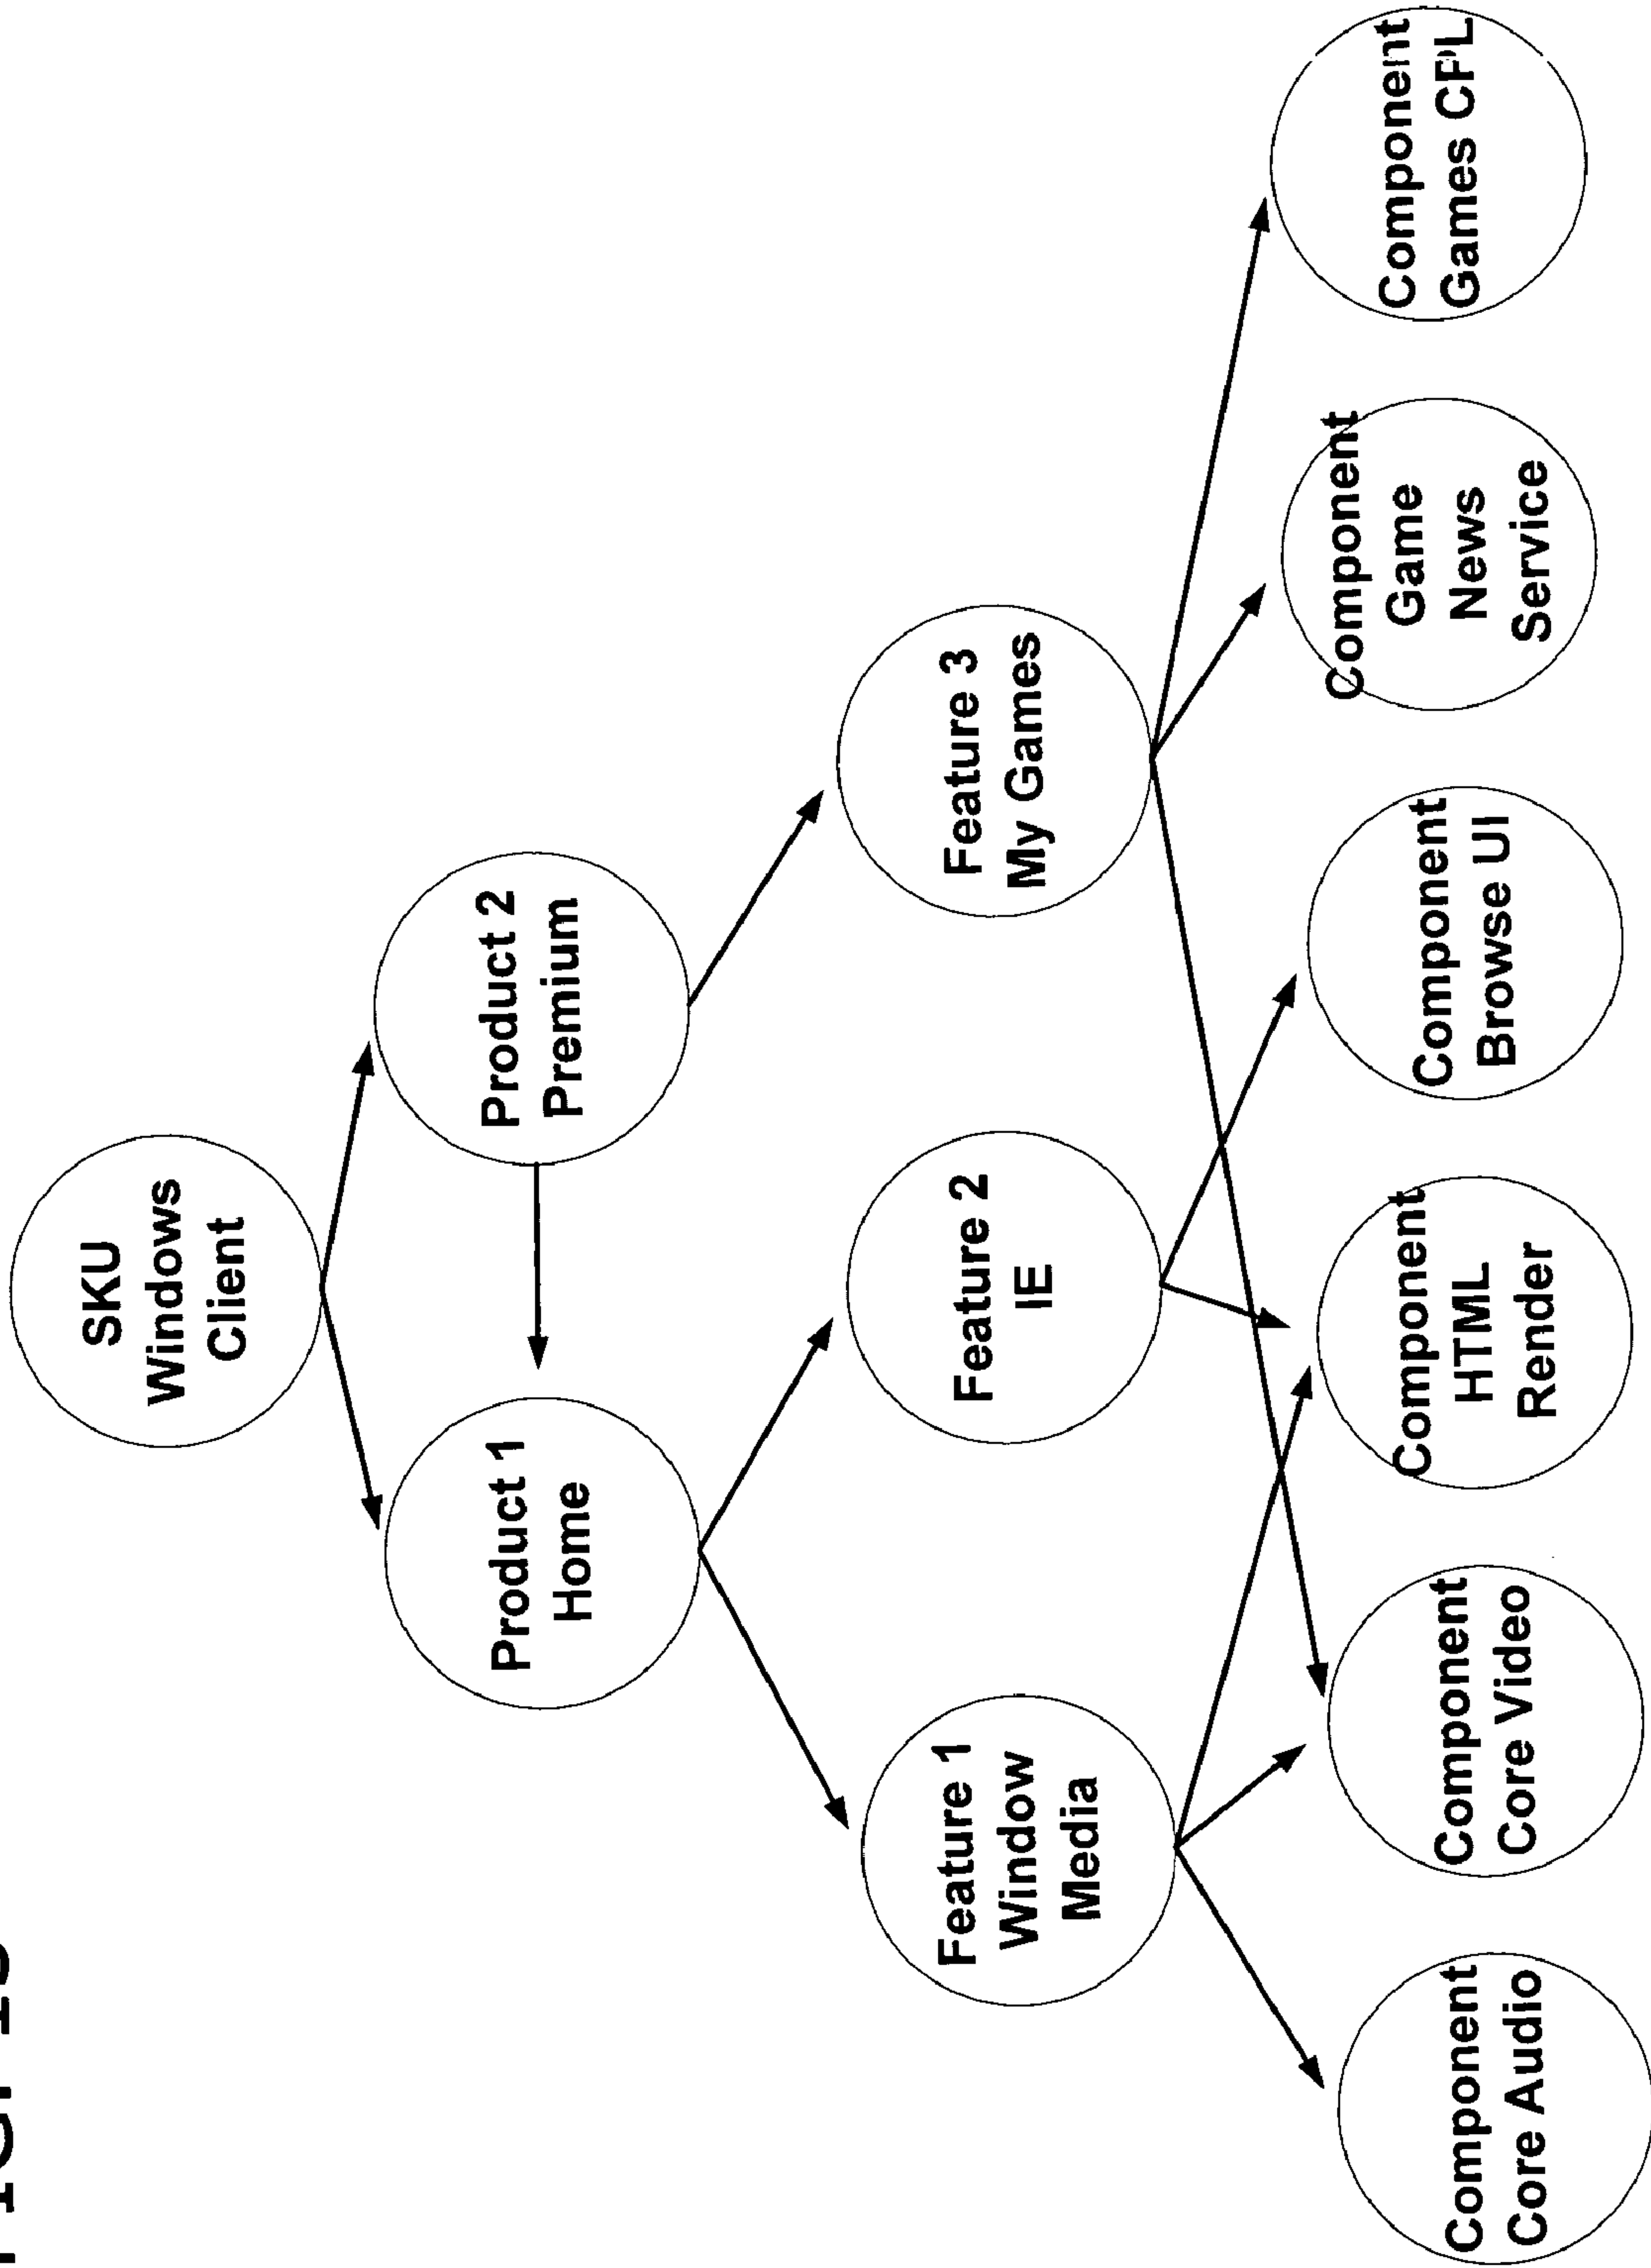 SKU
Windows
Client
Product 1
Home
Product 2
Premium
Feature 1
Window
Media
Feature 2
IE
Feature 3
My Games
Component
Core Audio
Component
Core Video
Component
HTML
Render
Component
Browse UI
Component
Game
News
Service
Component
Games CPL